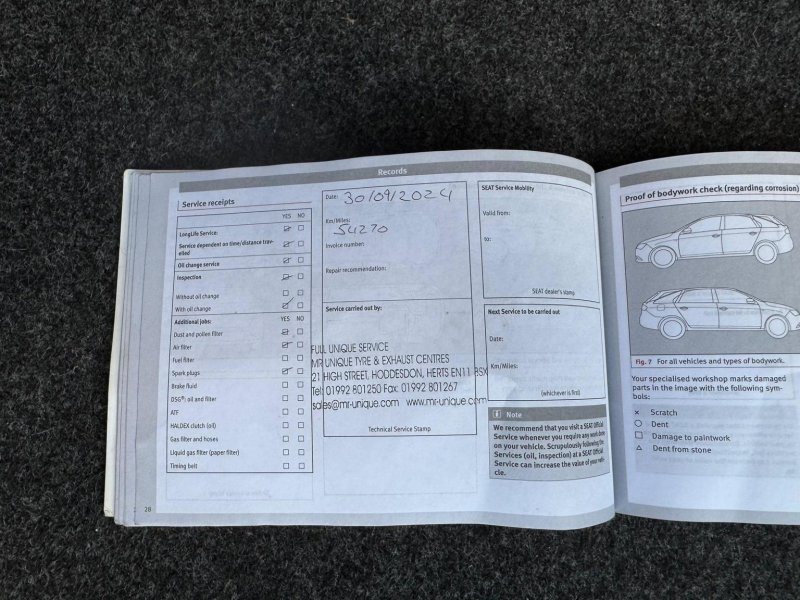 Records
Service receipts
YES NO
LongLife Service:
Service dependent on time/distance trav-
elled
Oil change service
Inspection
Without oil change
With oil change
Additional jobs: YES NO
Dust and pollen filter
Air filter
Fuel filter
Spark plugs
Brake fluid
DSG®: oil and filter
ATF
HALDEX clutch (oil)
Gas filter and hoses
Liquid gas filter (paper filter)
Timing belt
28
Date: 30/09/2024
Km/Miles:
54270
Invoice number:
Repair recommendation:
Service carried out by:
FULL UNIQUE SERVICE
MR UNIQUE TYRE & EXHAUST CENTRES
21 HIGH STREET, HODDESDON, HERTS EN11 8SX
Tel: 01992 801250 Fax: 01992 801267
sales@mr-unique.com www.mr-unique.com
Technical Service Stamp
SEAT Service Mobility
Valid from:
to:
SEAT dealer's stamp
Next Service to be carried out
Date:
Km/Miles:
(whichever is first)
Note
We recommend that you visit a SEAT Official
Service whenever you require any work done
on your vehicle. Scrupulously following the
Services (oil, inspection) at a SEAT Official
Service can increase the value of your vehi-
cle.
Proof of bodywork check (regarding corrosion)
Fig. 7 For all vehicles and types of bodywork.
Your specialised workshop marks damaged
parts in the image with the following sym-
bols:
× Scratch
○ Dent
□ Damage to paintwork
△ Dent from stone